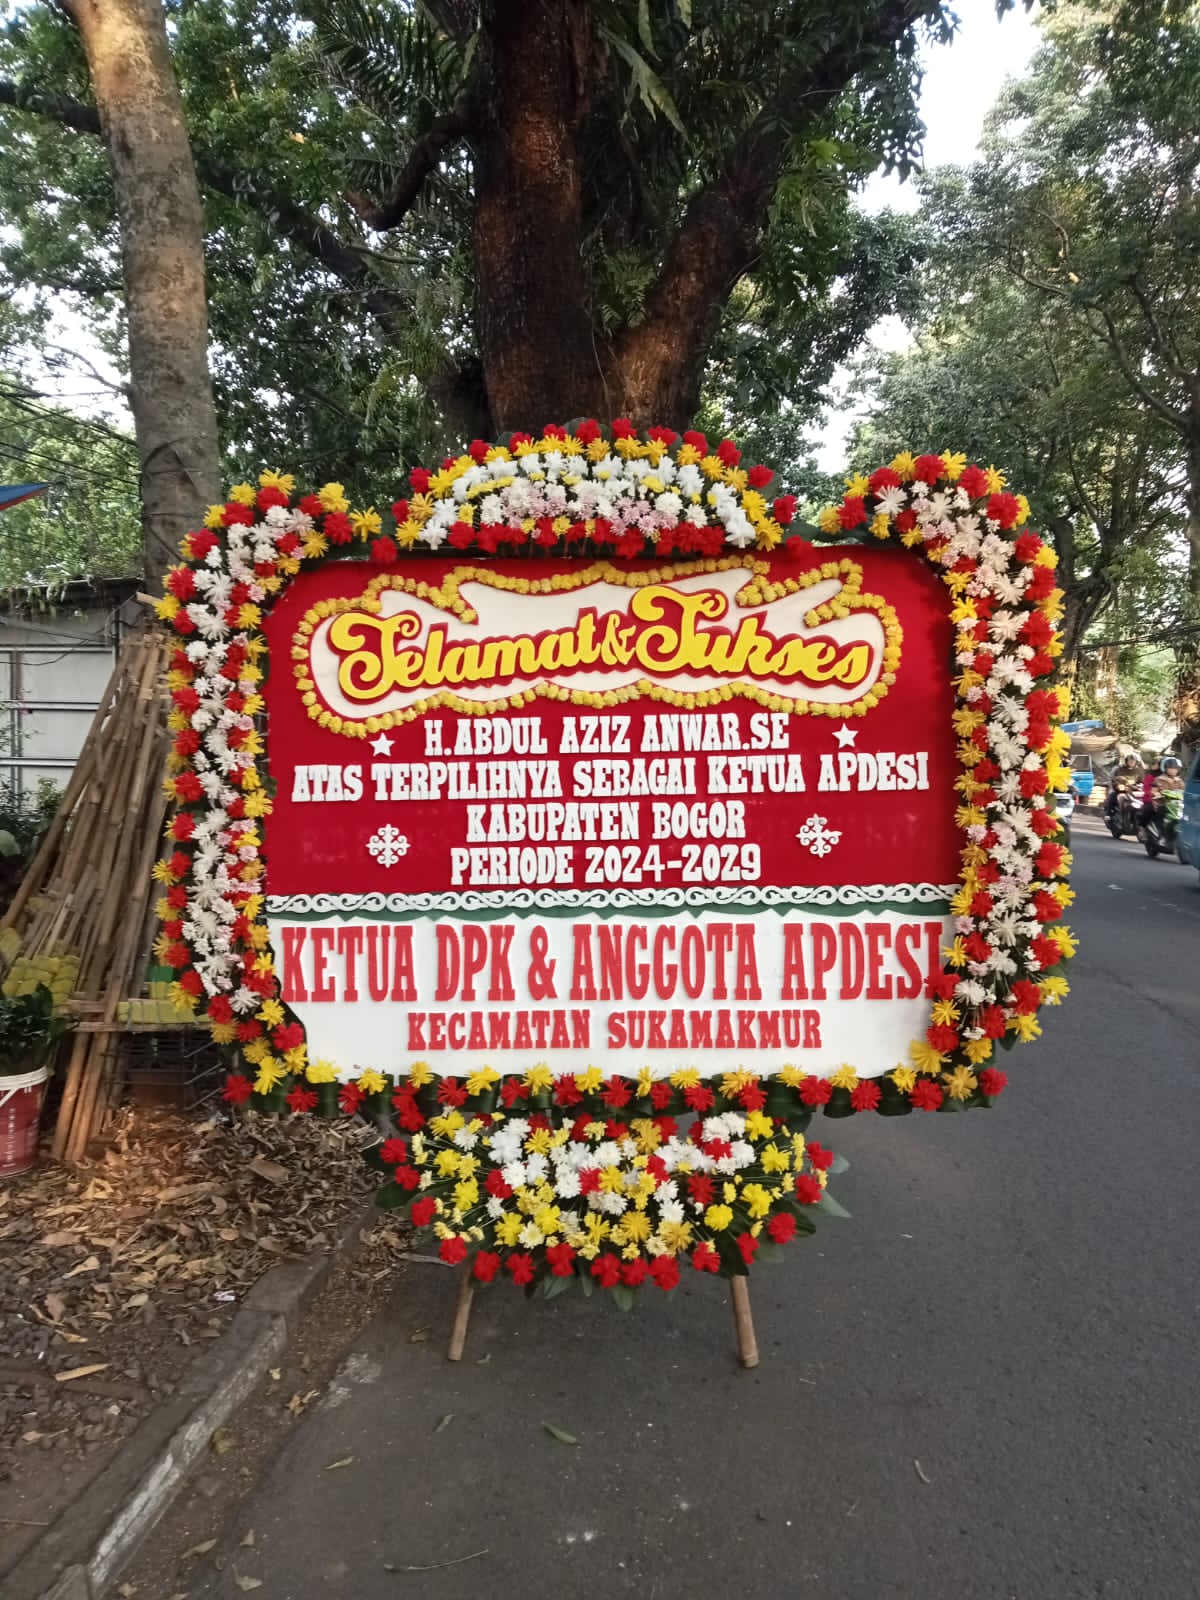 Selamat & Sukses
H.ABDUL AZIZ ANWAR.SE
ATAS TERPILIHNYA SEBAGAI KETUA APDESI
KABUPATEN BOGOR
PERIODE 2024-2029
KETUA DPK & ANGGOTA APDESI
KECAMATAN SUKAMAKMUR